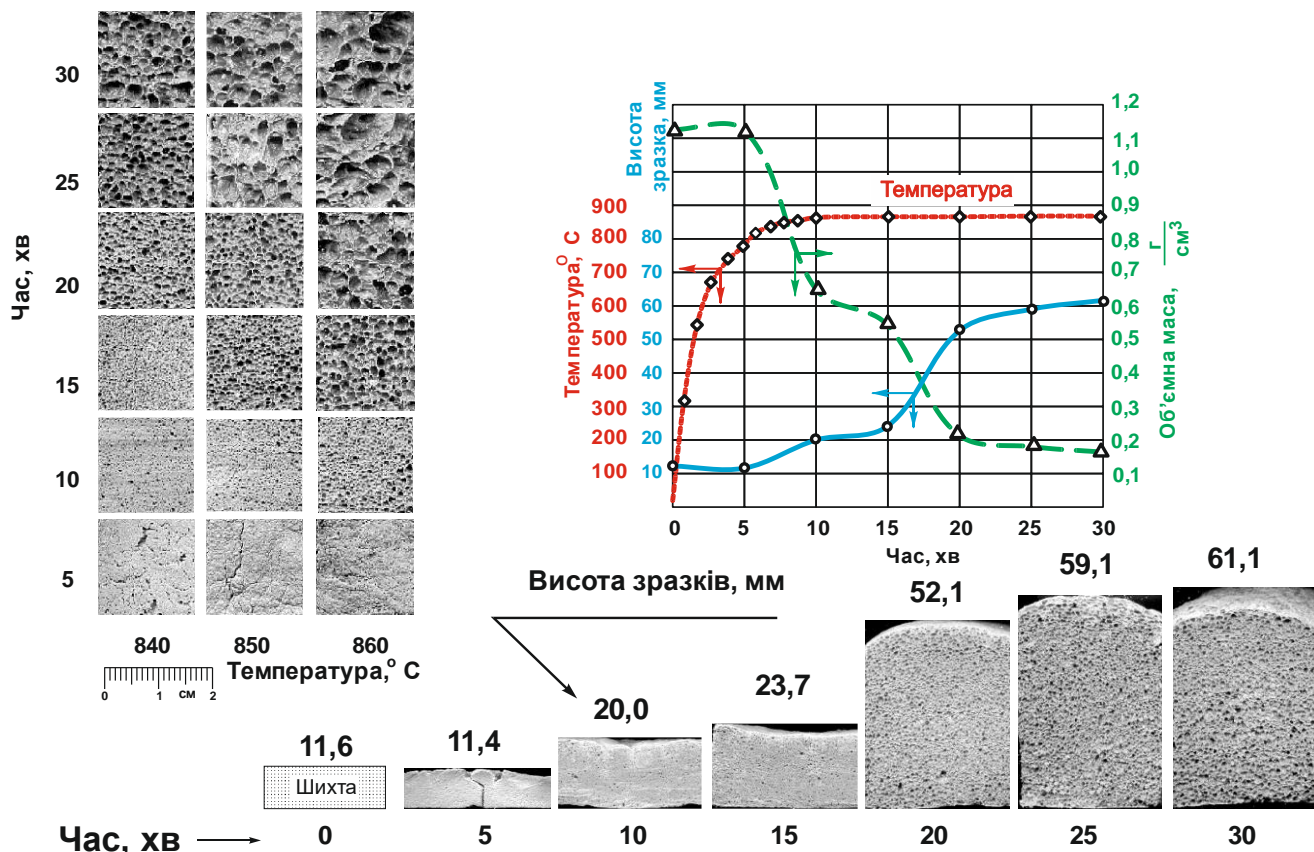 Час, хв
30
25
20
15
10
5
840 850 860
Температура,° С
0 1 см 2
Висота зразка, мм
80
70
60
50
40
30
20
10
Температура,° С
900
800
700
600
500
400
300
200
100
Температура
1,2
1,1
1,0
0,9
0,8
0,7
0,6
0,5
0,4
0,3
0,2
0,1
Об'ємна маса, г/см³
0 5 10 15 20 25 30
Час, хв
Висота зразків, мм
11,6 11,4 20,0 23,7 52,1 59,1 61,1
Шихта
Час, хв 0 5 10 15 20 25 30